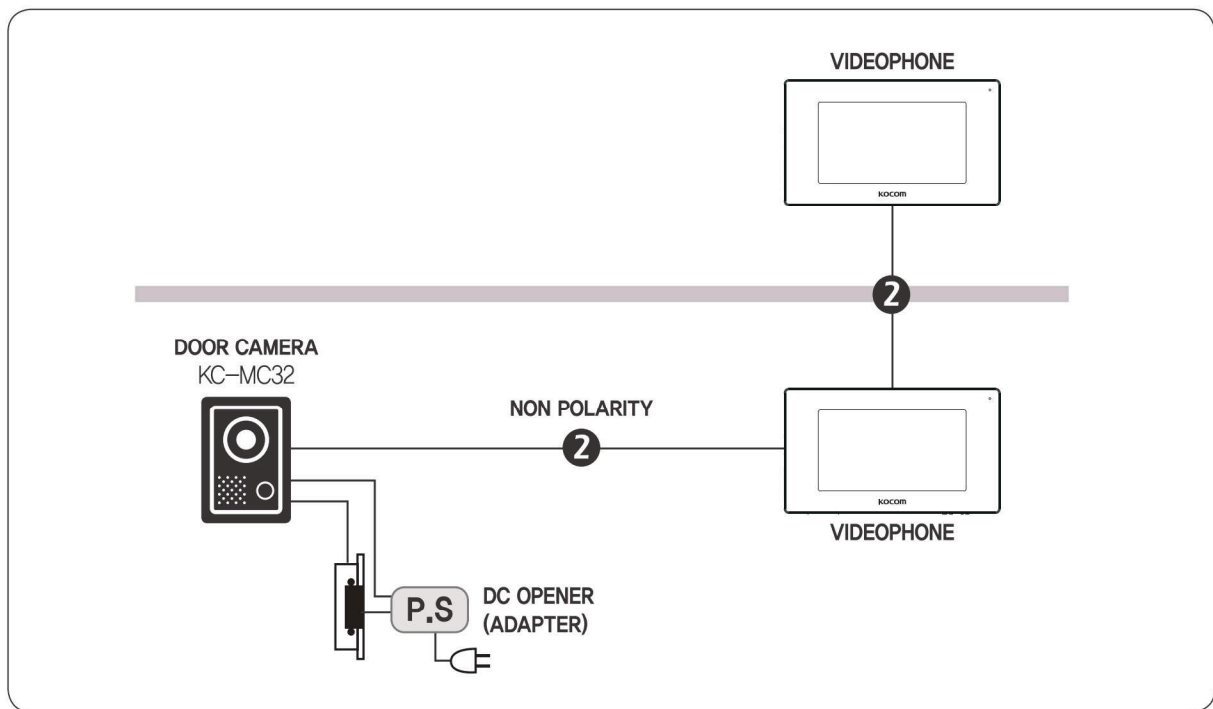 VIDEOPHONE
KOCOM
2
DOOR CAMERA
KC-MC32
NON POLARITY
2
KOCOM
VIDEOPHONE
P.S
DC OPENER
(ADAPTER)